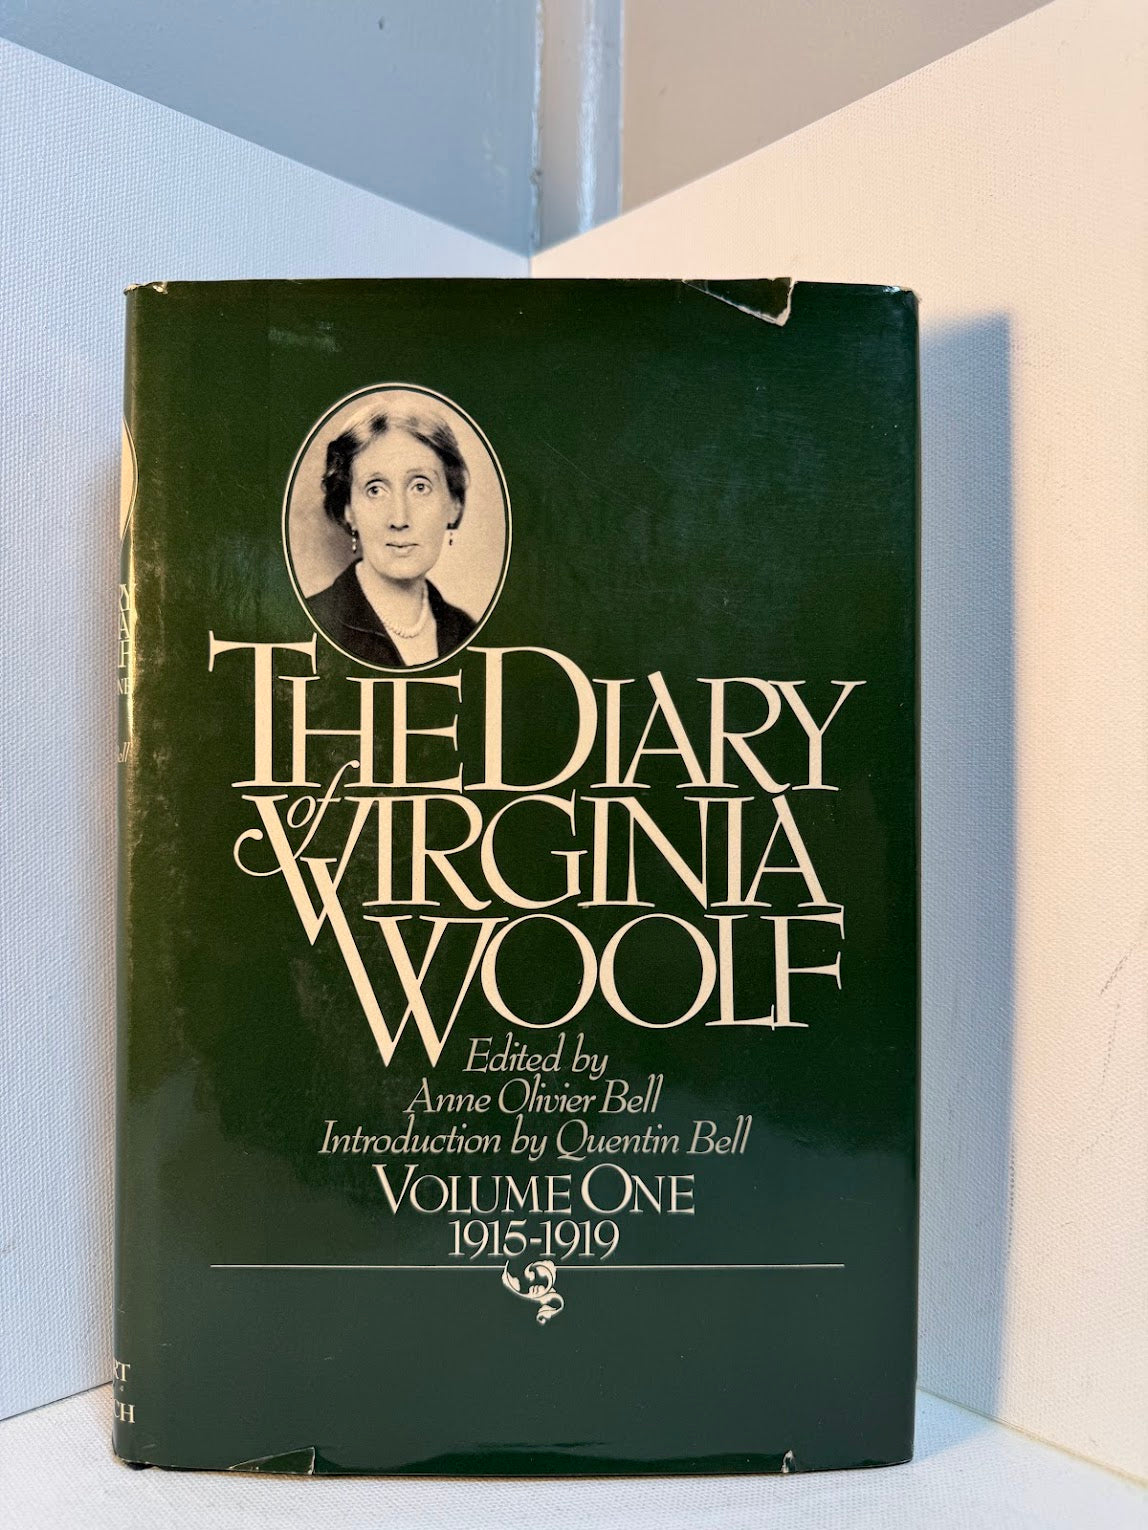 THE DIARY
of VIRGINIA
WOOLF
Edited by
Anne Olivier Bell
Introduction by Quentin Bell
VOLUME ONE
1915-1919